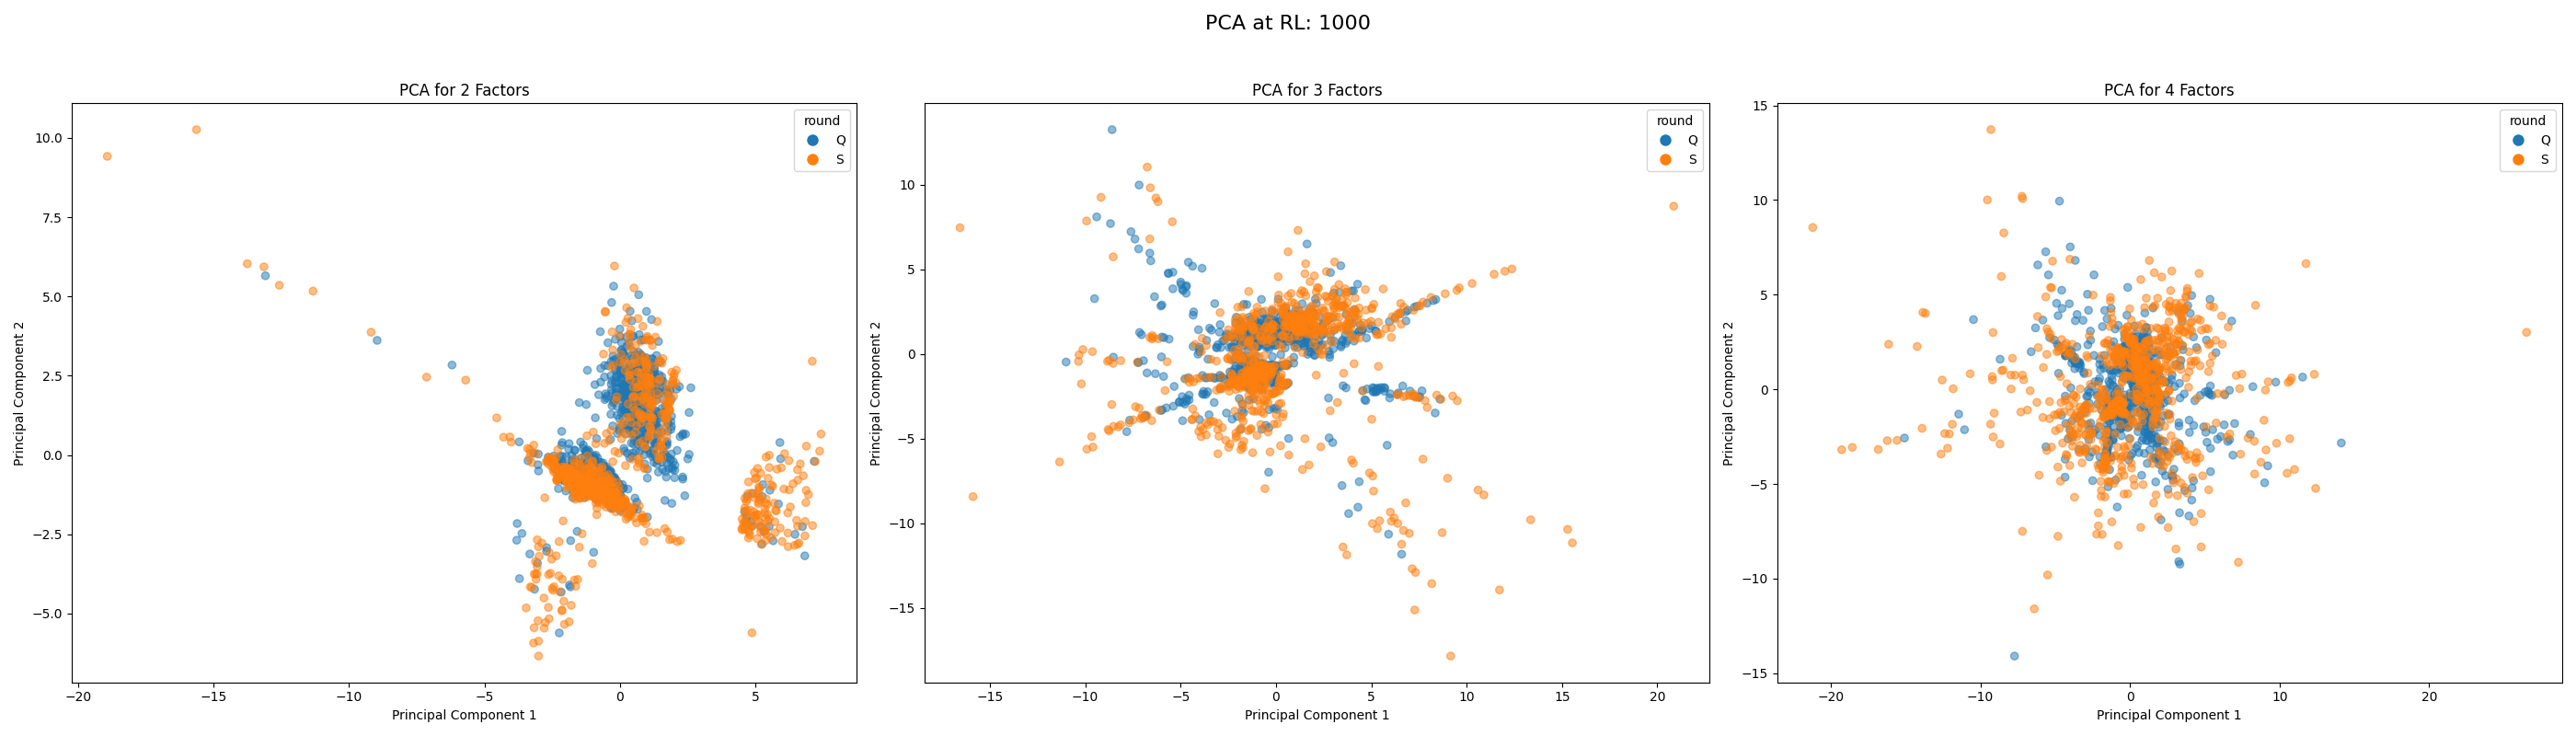 PCA at RL: 1000
PCA for 2 Factors
10.0
7.5
5.0
2.5
0.0
−2.5
−5.0
Principal Component 2
−20
−15
−10
−5
0
5
Principal Component 1
round
Q
S
PCA for 3 Factors
10
5
0
−5
−10
−15
Principal Component 2
−15
−10
−5
0
5
10
15
20
Principal Component 1
round
Q
S
PCA for 4 Factors
15
10
5
0
−5
−10
−15
Principal Component 2
−20
−10
0
10
20
Principal Component 1
round
Q
S